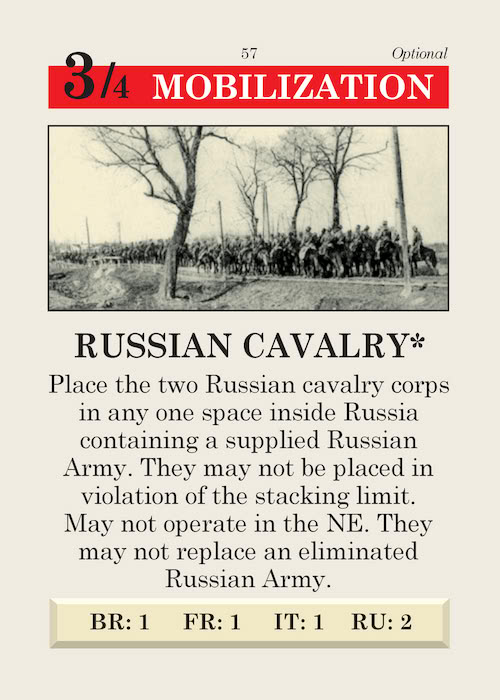 57
Optional
3/4 MOBILIZATION
RUSSIAN CAVALRY*
Place the two Russian cavalry corps
in any one space inside Russia
containing a supplied Russian
Army. They may not be placed in
violation of the stacking limit.
May not operate in the NE. They
may not replace an eliminated
Russian Army.
BR: 1 FR: 1 IT: 1 RU: 2